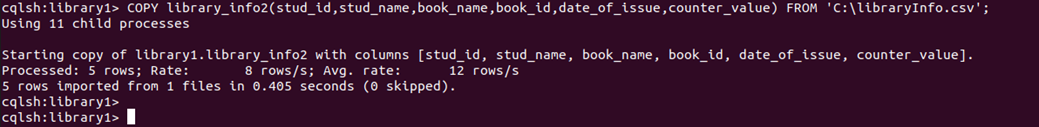 cqlsh:library1> COPY library_info2(stud_id,stud_name,book_name,book_id,date_of_issue,counter_value) FROM 'C:\libraryInfo.csv';
Using 11 child processes

Starting copy of library1.library_info2 with columns [stud_id, stud_name, book_name, book_id, date_of_issue, counter_value].
Processed: 5 rows; Rate:       8 rows/s; Avg. rate:      12 rows/s
5 rows imported from 1 files in 0.405 seconds (0 skipped).
cqlsh:library1>
cqlsh:library1>